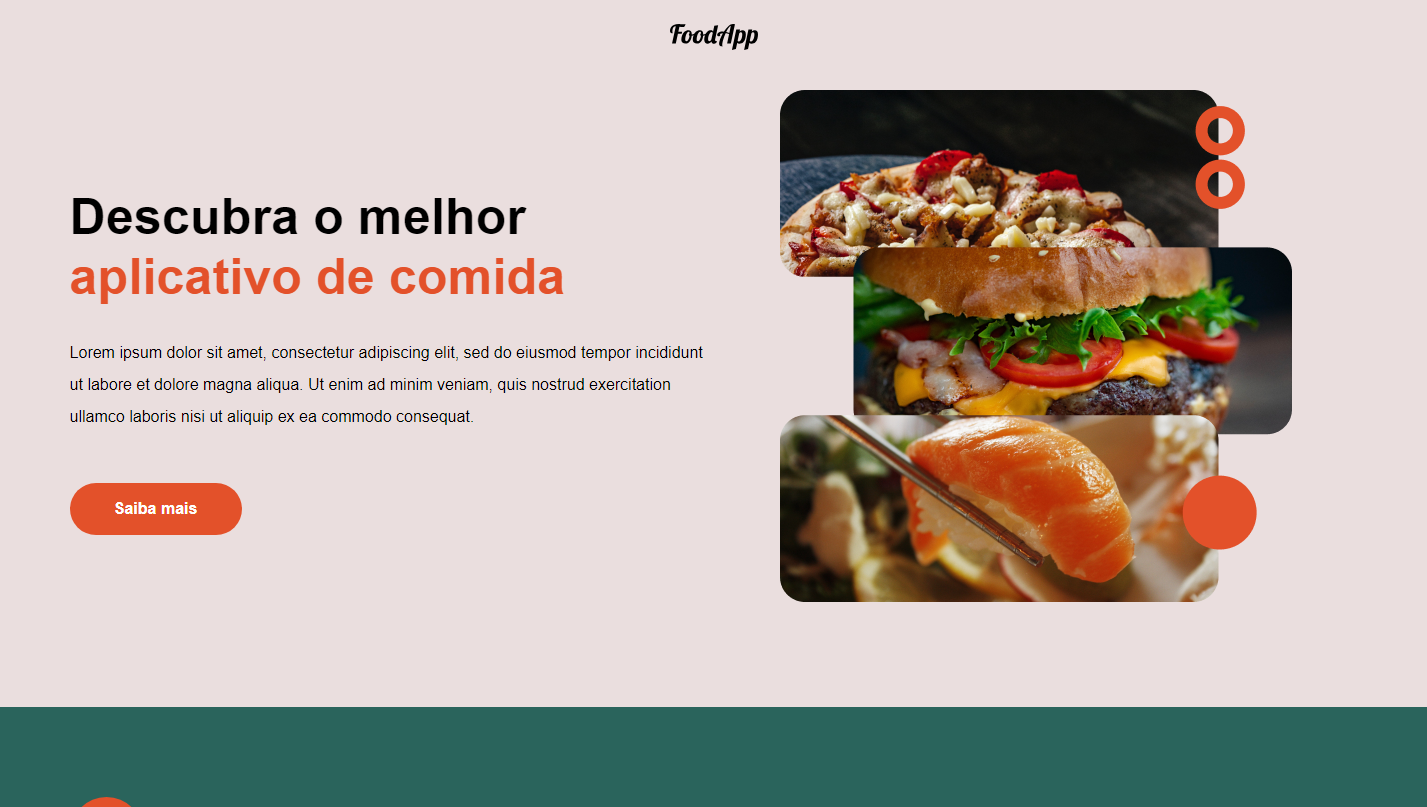 FoodApp
Descubra o melhor
aplicativo de comida
Lorem ipsum dolor sit amet, consectetur adipiscing elit, sed do eiusmod tempor incididunt
ut labore et dolore magna aliqua. Ut enim ad minim veniam, quis nostrud exercitation
ullamco laboris nisi ut aliquip ex ea commodo consequat.
Saiba mais